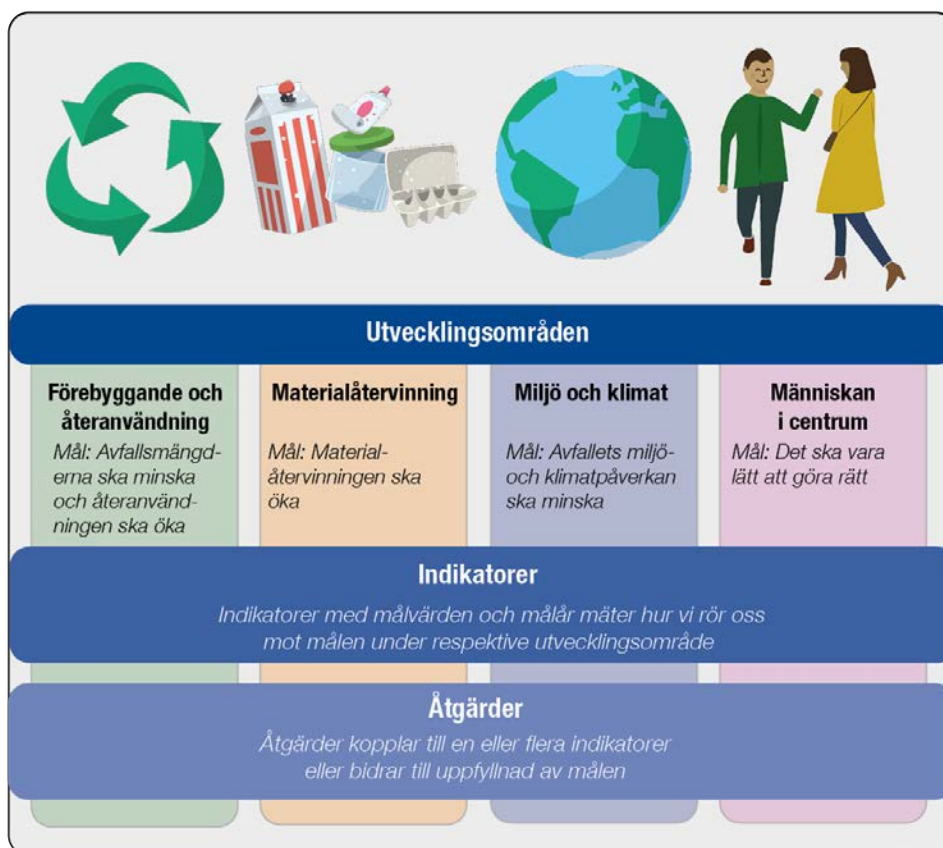 Utvecklingsområden
Förebyggande och
återanvändning
Mål: Avfallsmängd-
erna ska minska
och återanvänd-
ningen ska öka
Materialåtervinning
Mål: Material-
återvinningen ska
öka
Miljö och klimat
Mål: Avfallets miljö-
och klimatpåverkan
ska minska
Människan
i centrum
Mål: Det ska vara
lätt att göra rätt
Indikatorer
Indikatorer med målvärden och målår mäter hur vi rör oss
mot målen under respektive utvecklingsområde
Åtgärder
Åtgärder kopplar till en eller flera indikatorer
eller bidrar till uppfyllnad av målen